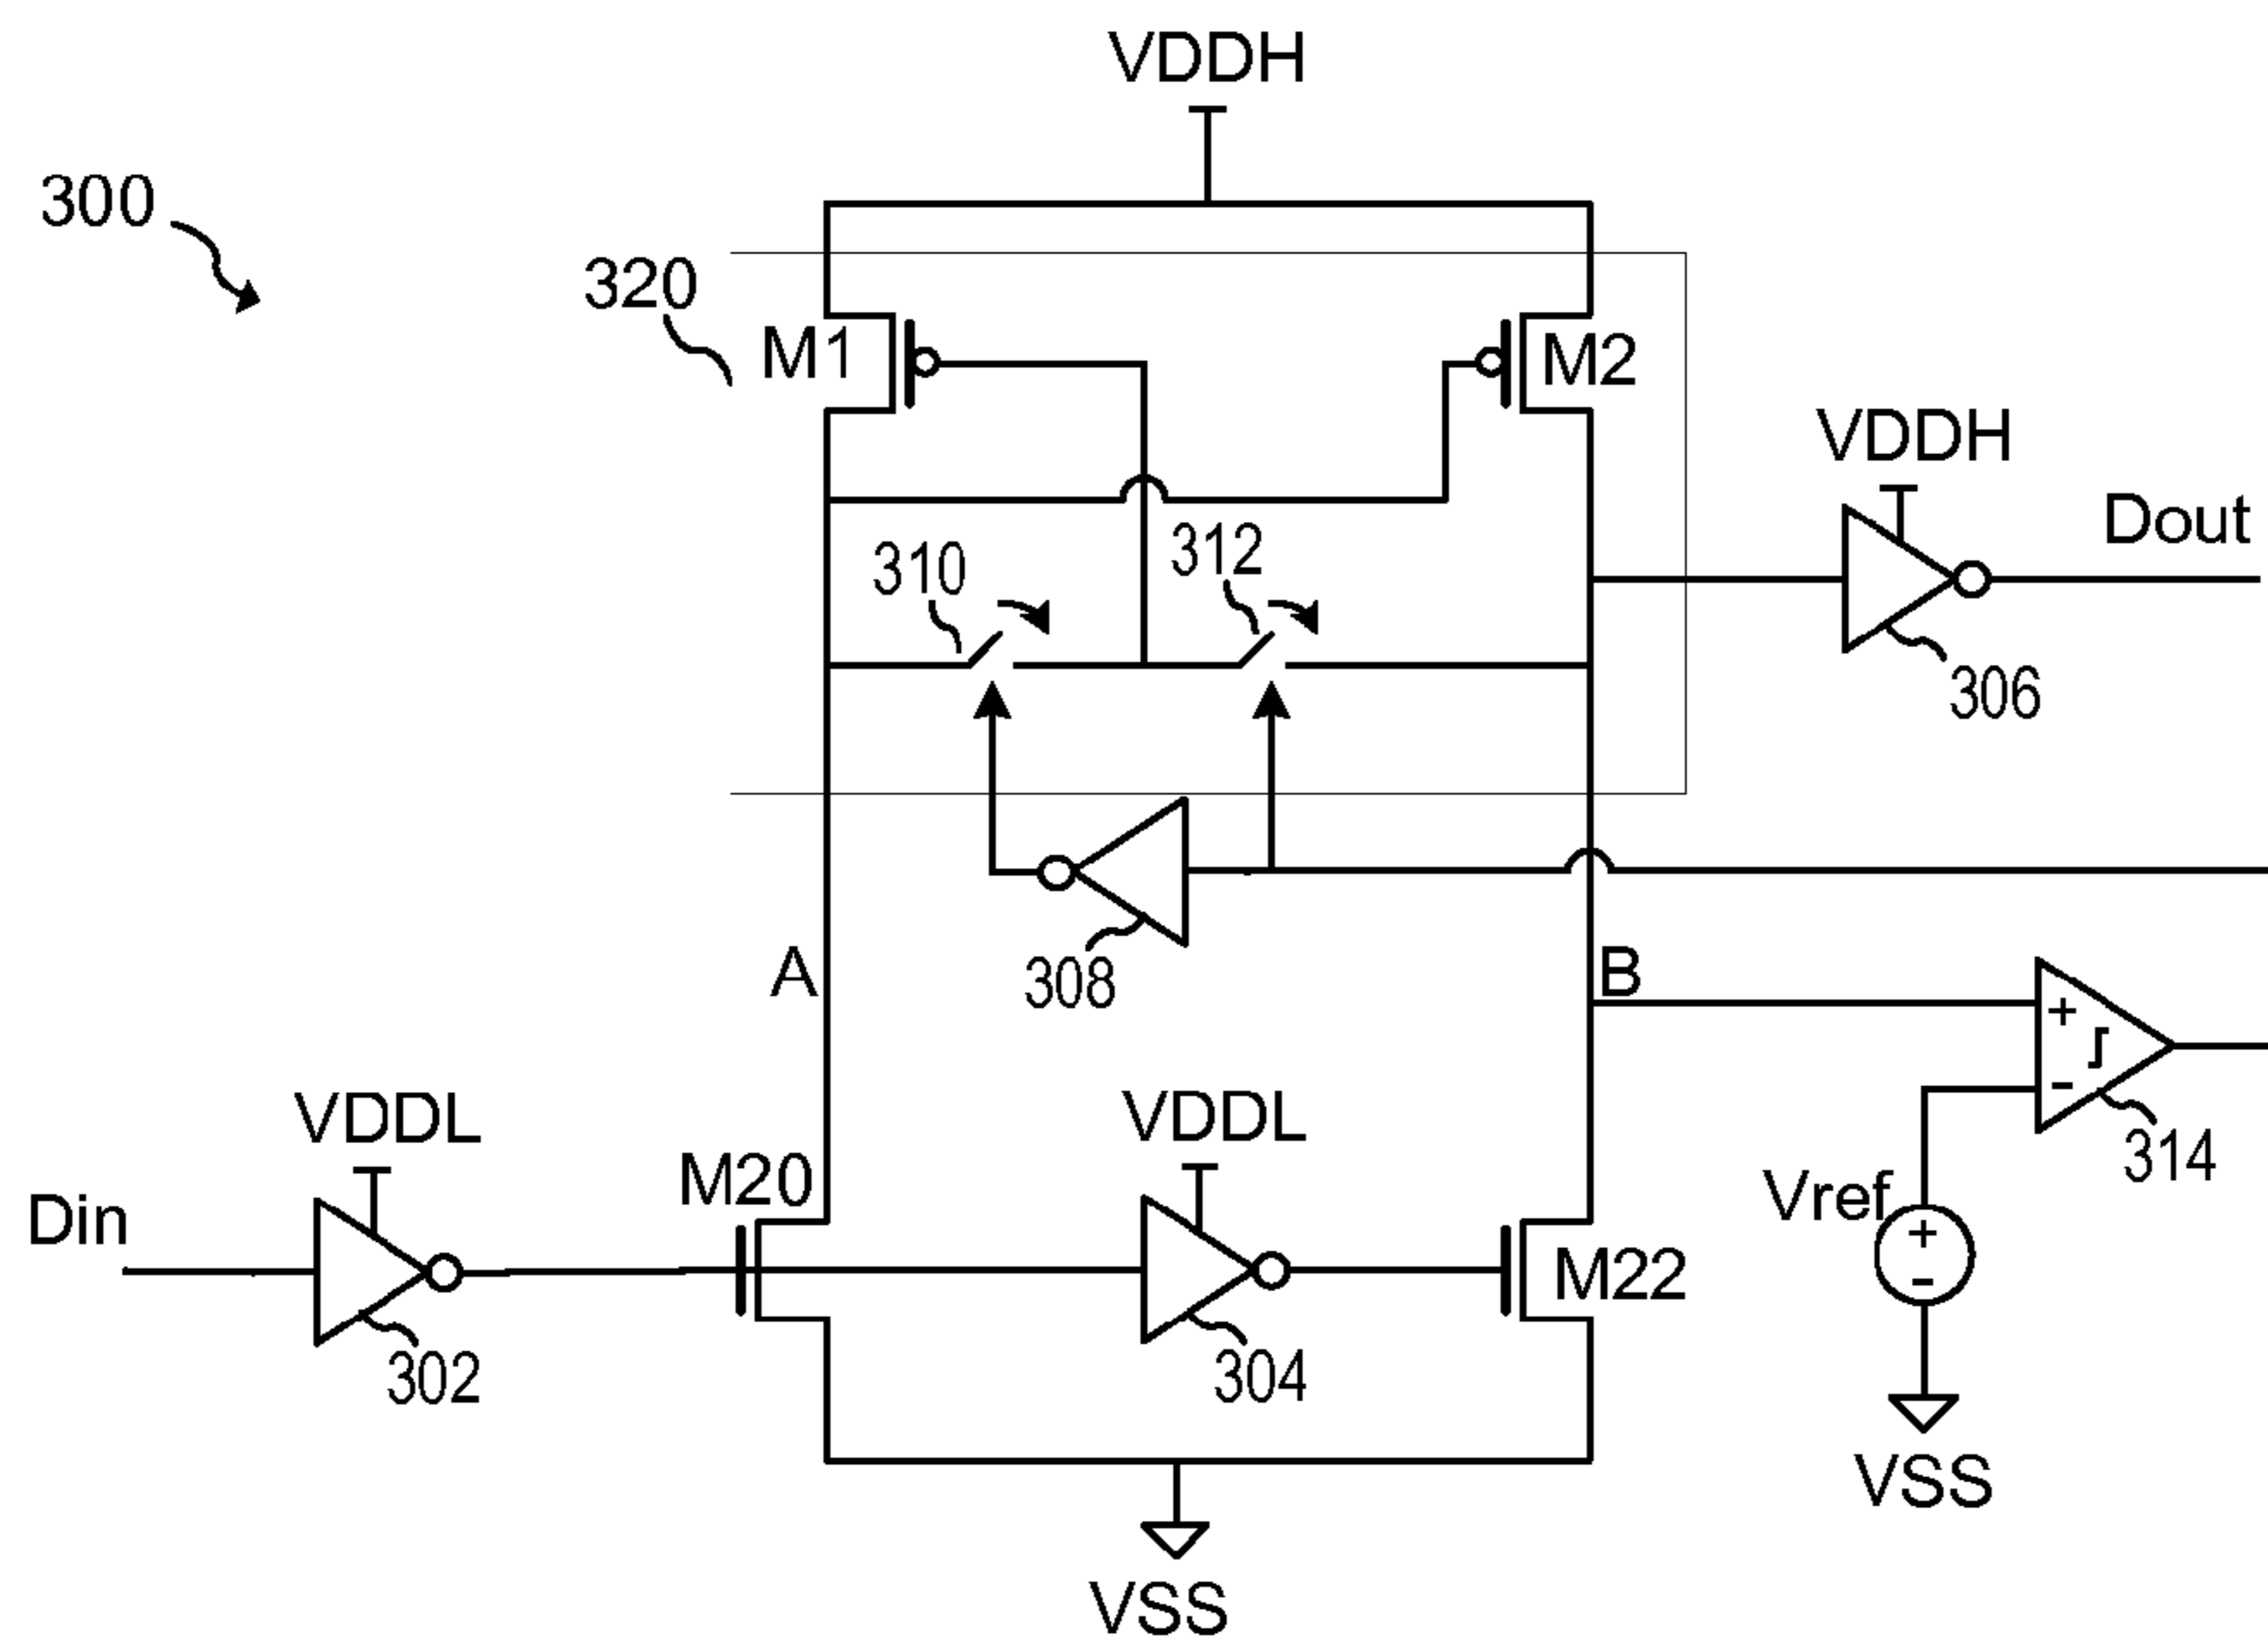 VDDH
300
320
M1
M2
VDDH
Dout
310
312
306
308
A
B
+
-
314
VDDL
VDDL
M20
Din
Vref
+
-
M22
302
304
VSS
VSS